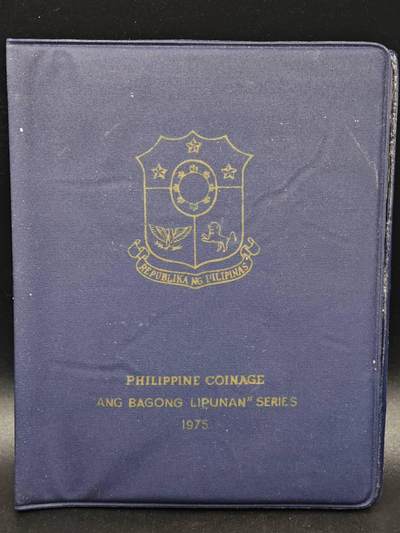 REPUBLIKA NG PILIPINAS
PHILIPPINE COINAGE
"ANG BAGONG LIPUNAN" SERIES
1975